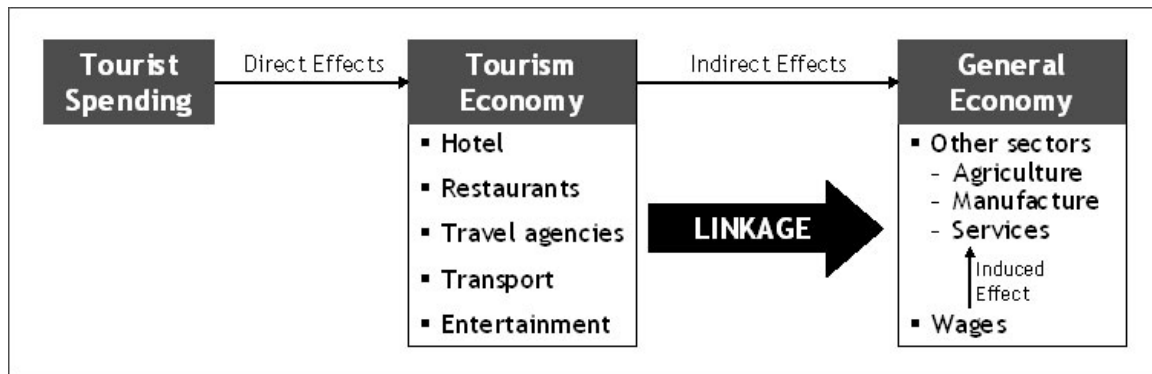 Tourist
Spending
Direct Effects
Tourism
Economy
▪ Hotel
▪ Restaurants
▪ Travel agencies
▪ Transport
▪ Entertainment
Indirect Effects
LINKAGE
General
Economy
▪ Other sectors
- Agriculture
- Manufacture
- Services
Induced
Effect
▪ Wages